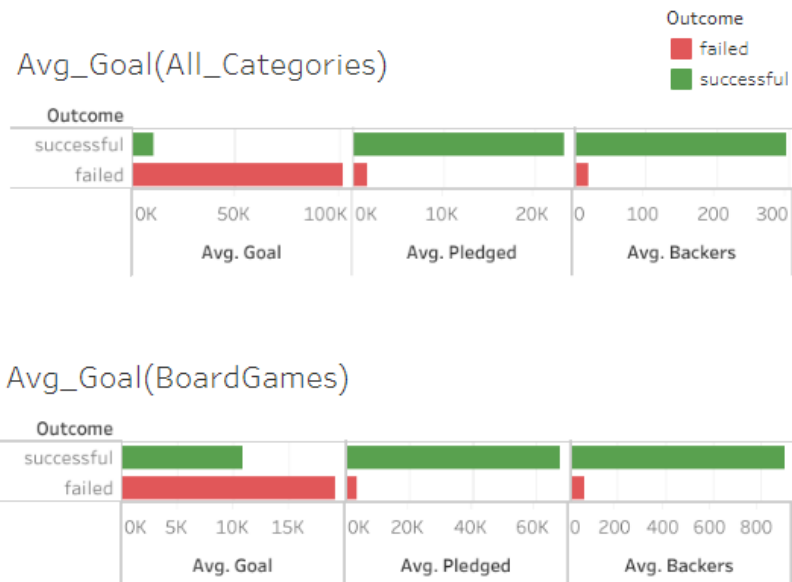 Outcome
failed
successful
Avg_Goal(All_Categories)
Outcome
successful
failed
0K 50K 100K 0K 10K 20K 0 100 200 300
Avg. Goal Avg. Pledged Avg. Backers
Avg_Goal(BoardGames)
Outcome
successful
failed
0K 5K 10K 15K 0K 20K 40K 60K 0 200 400 600 800
Avg. Goal Avg. Pledged Avg. Backers